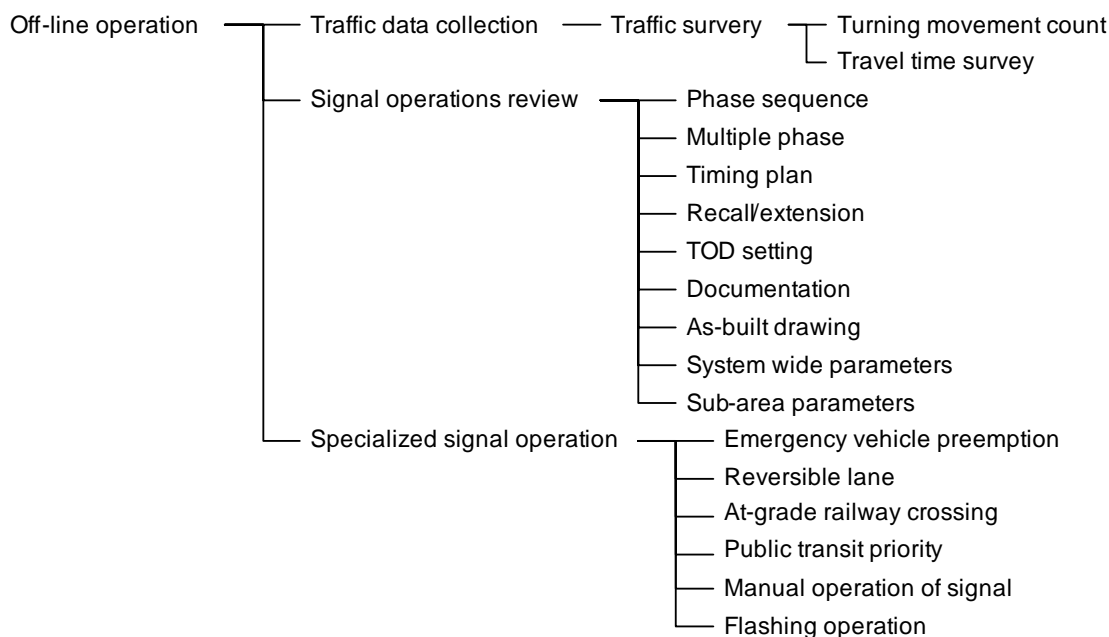 Off-line operation Traffic data collection Traffic survery Turning movement count
Travel time survey
Signal operations review Phase sequence
Multiple phase
Timing plan
Recall/extension
TOD setting
Documentation
As-built drawing
System wide parameters
Sub-area parameters
Specialized signal operation Emergency vehicle preemption
Reversible lane
At-grade railway crossing
Public transit priority
Manual operation of signal
Flashing operation